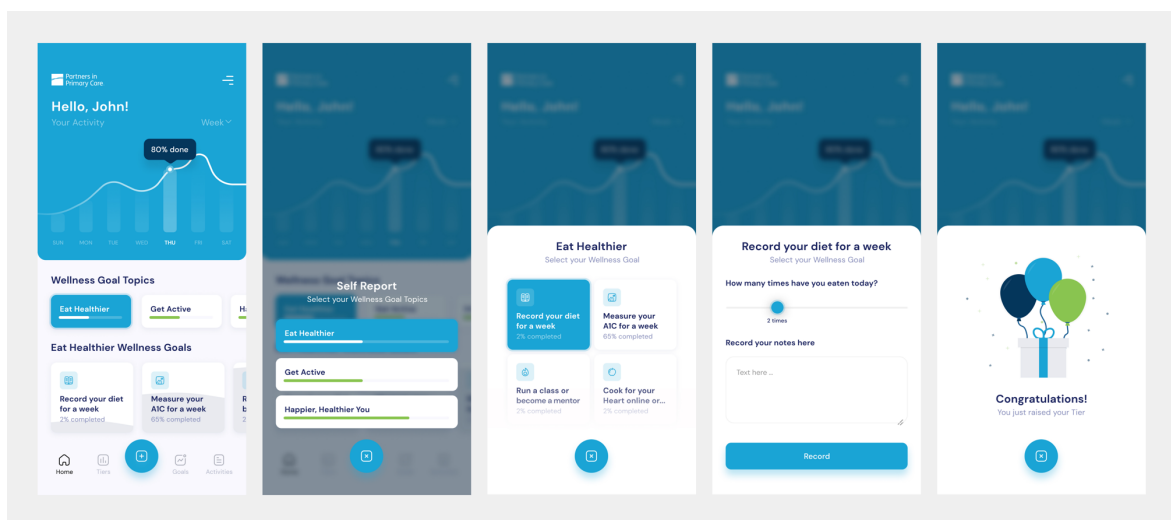 Partners in
Primary Care
Hello, John!
Your Activity
Week
80% done
SUN MON TUE WED THU FRI SAT
Wellness Goal Topics
Eat Healthier
Get Active
Eat Healthier Wellness Goals
Record your diet
for a week
2% completed
Measure your
A1C for a week
65% completed
Home
Tiers
Goals
Activities
Self Report
Select your Wellness Goal Topics
Eat Healthier
Get Active
Happier, Healthier You
Eat Healthier
Select your Wellness Goal
Record your diet
for a week
2% completed
Measure your
A1C for a week
65% completed
Run a class or
become a mentor
2% completed
Cook for your
Heart online or...
2% completed
Record your diet for a week
Select your Wellness Goal
How many times have you eaten today?
2 times
Record your notes here
Text here ...
Record
Congratulations!
You just raised your Tier